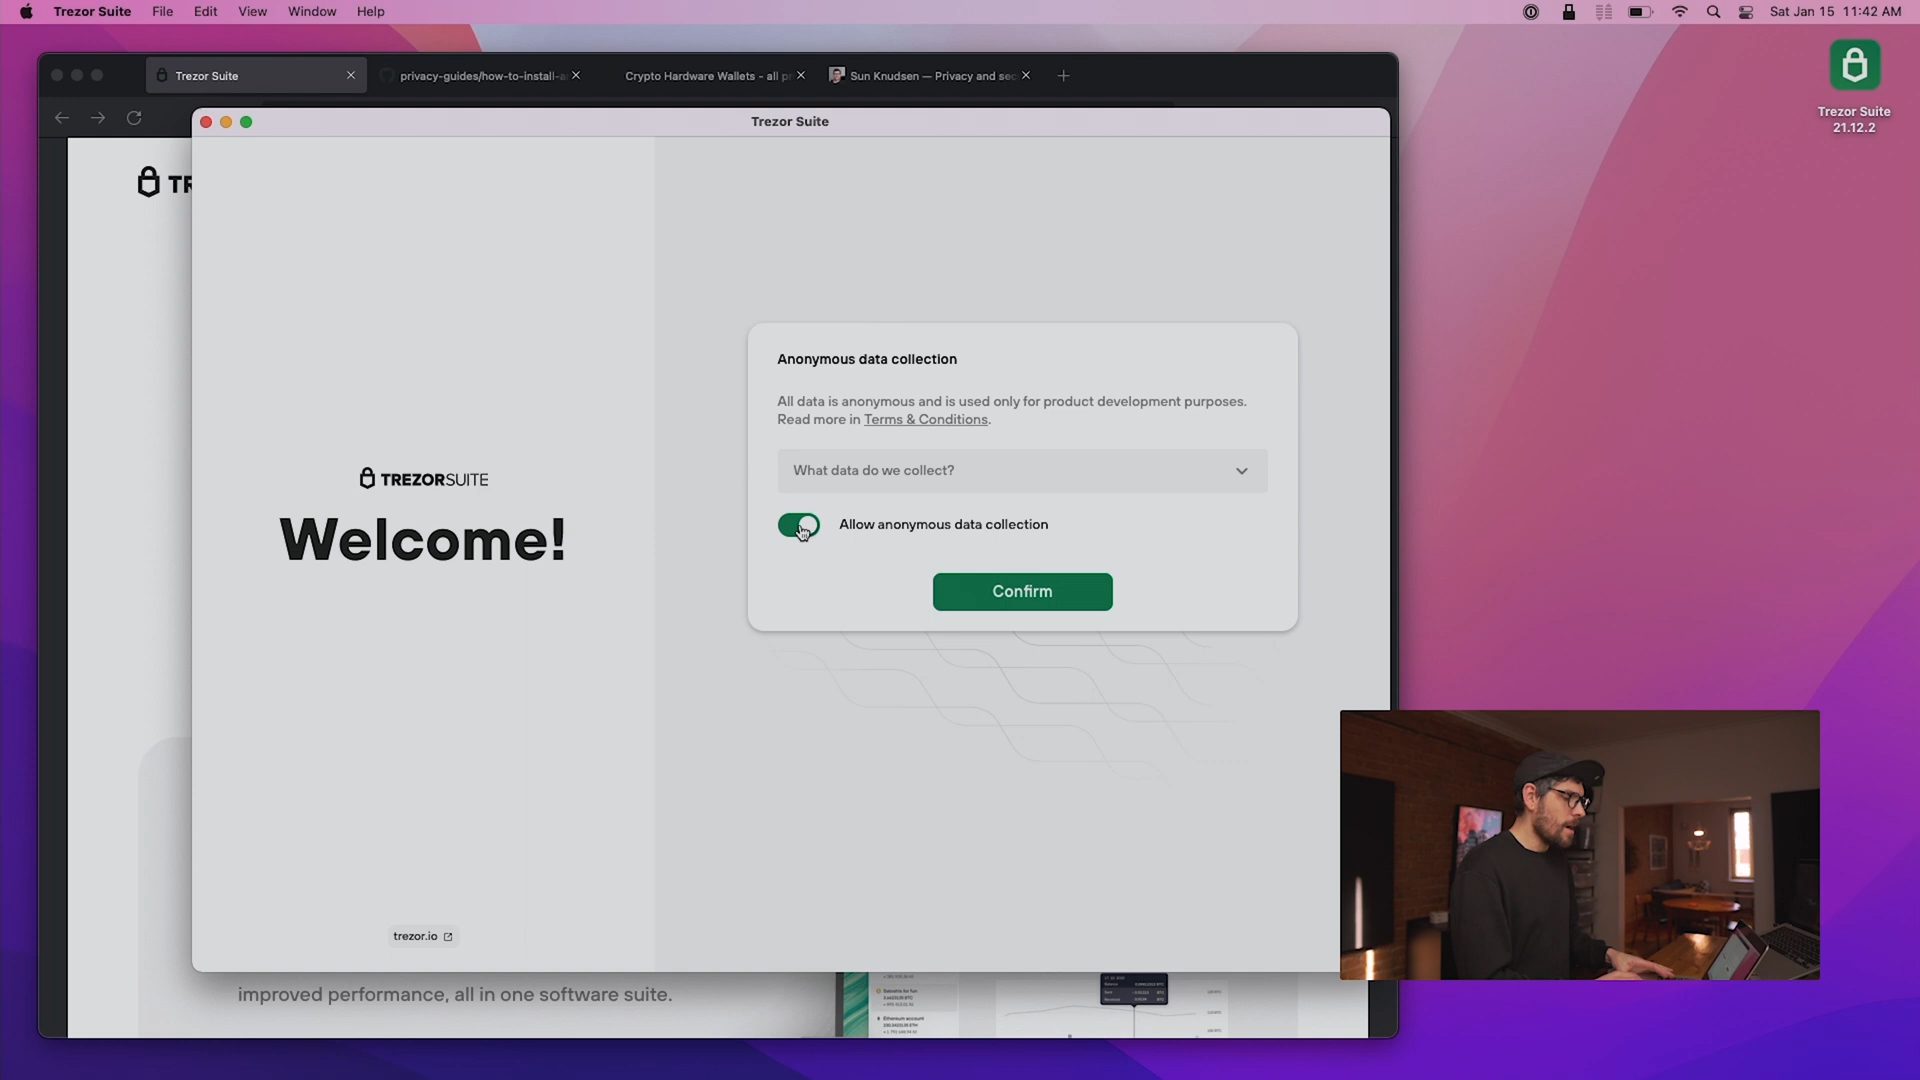 Trezor Suite File Edit View Window Help
Sat Jan 15 11:42 AM
Trezor Suite
privacy-guides/how-to-install-a
Crypto Hardware Wallets - all pr
Sun Knudsen — Privacy and sec
Trezor Suite
21.12.2
Trezor Suite
TR
TREZORSUITE
Welcome!
trezor.io
Anonymous data collection
All data is anonymous and is used only for product development purposes.
Read more in Terms & Conditions.
What data do we collect?
Allow anonymous data collection
Confirm
improved performance, all in one software suite.
Ethereum account